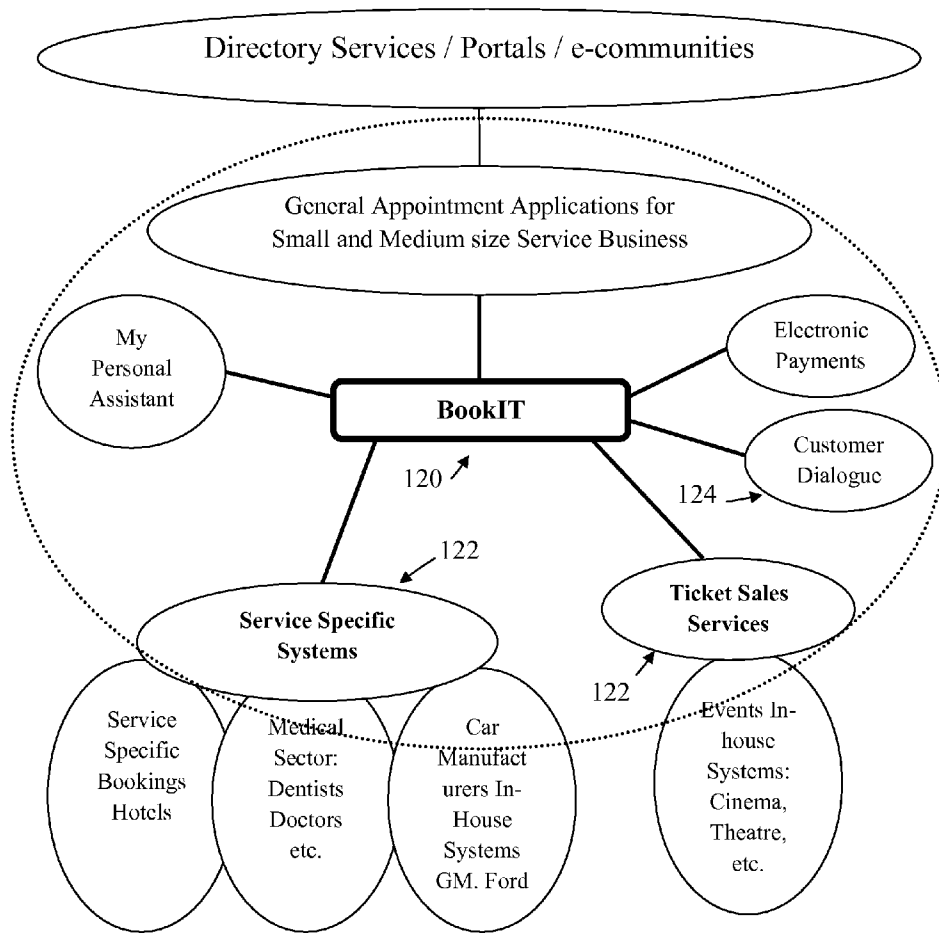 Directory Services / Portals / e-communities
General Appointment Applications for
Small and Medium size Service Business
My
Personal
Assistant
Electronic
Payments
BookIT
Customer
Dialogue
120
124
122
Service Specific
Systems
Ticket Sales
Services
122
Service
Specific
Bookings
Hotels
Medical
Sector:
Dentists
Doctors
etc.
Car
Manufact
urers In-
House
Systems
GM. Ford
Events In-
house
Systems:
Cinema,
Theatre,
etc.